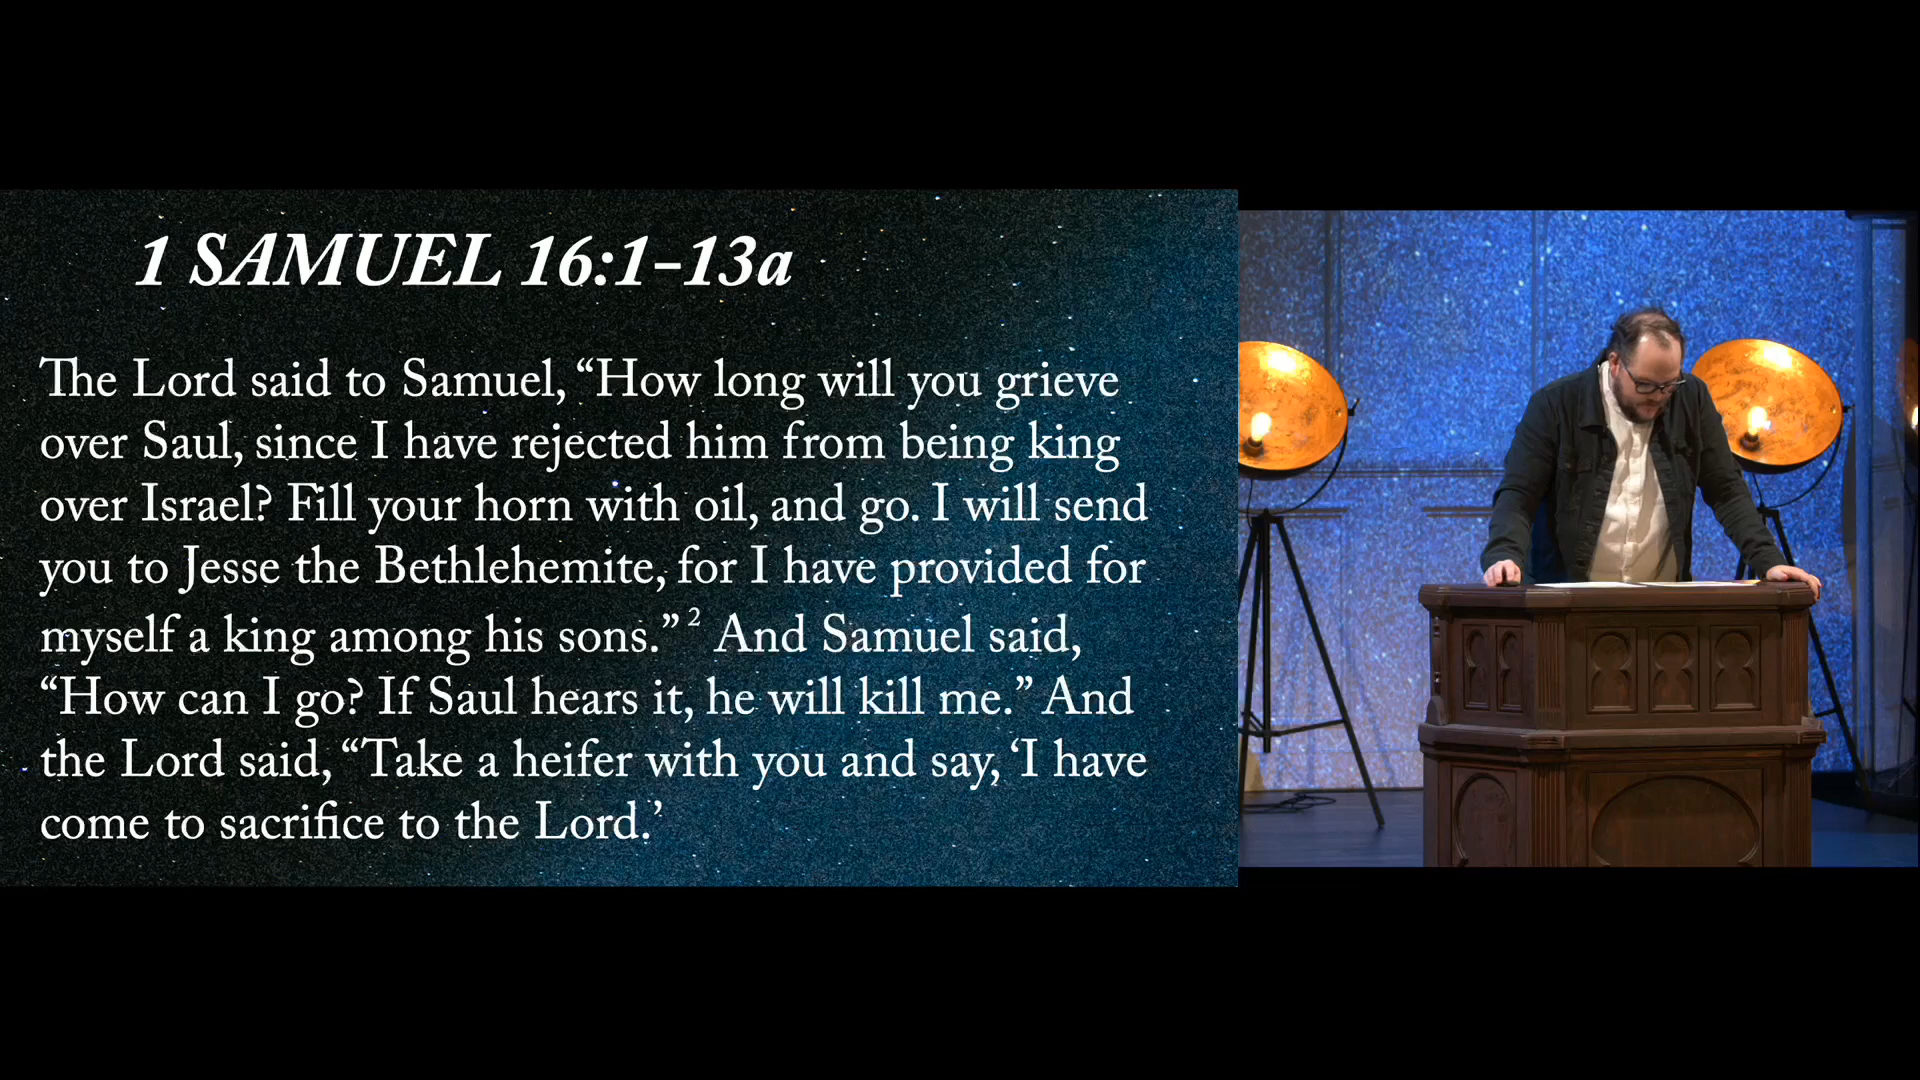 1 SAMUEL 16:1–13a
The Lord said to Samuel, “How long will you grieve
over Saul, since I have rejected him from being king
over Israel? Fill your horn with oil, and go. I will send
you to Jesse the Bethlehemite, for I have provided for
myself a king among his sons.” ² And Samuel said,
“How can I go? If Saul hears it, he will kill me.” And
the Lord said, “Take a heifer with you and say, ‘I have
come to sacrifice to the Lord.’